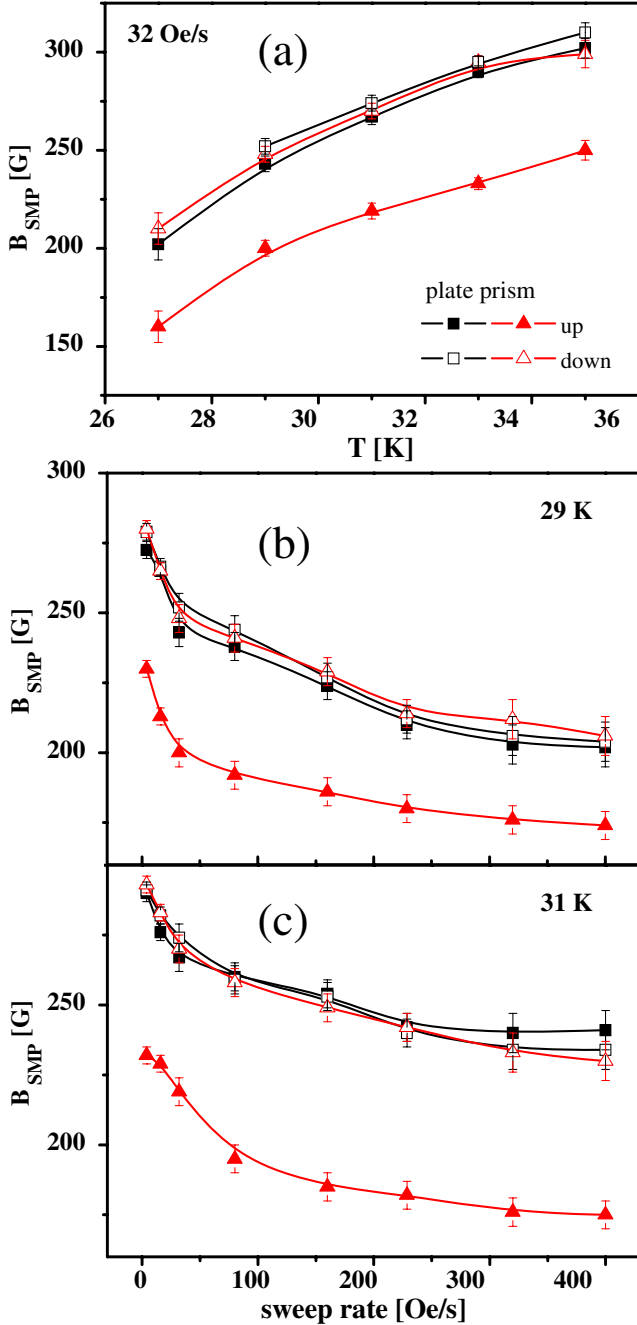 32 Oe/s
(a)
300
250
200
150
B_SMP [G]
plate prism
up
down
26 28 30 32 34 36
T [K]
300
29 K
(b)
250
200
B_SMP [G]
31 K
(c)
250
200
B_SMP [G]
0 100 200 300 400
sweep rate [Oe/s]